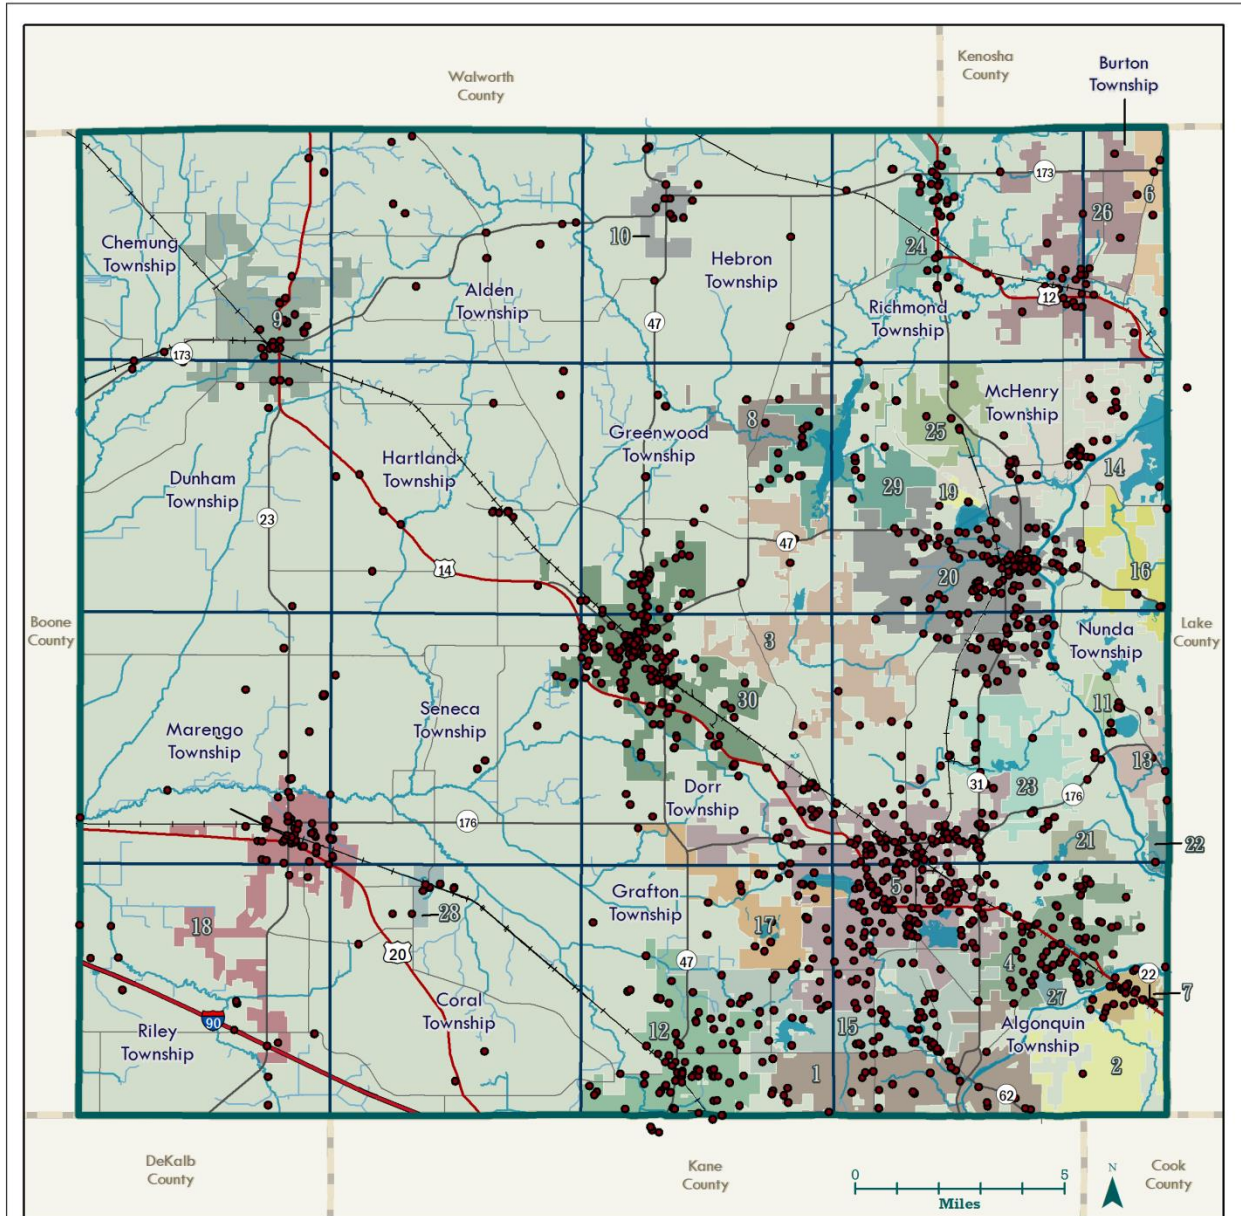 Kenosha
County
Burton
Township
Walworth
County
173
6
26
Chemung
Township
10
24
Hebron
Township
Alden
Township
12
Richmond
Township
9
47
173
McHenry
Township
8
25
Greenwood
Township
Hartland
Township
14
Dunham
Township
29
19
23
47
14
16
20
Boone
County
Lake
County
Nunda
Township
3
30
11
Seneca
Township
Marengo
Township
13
31
23
176
Dorr
Township
176
21
22
5
Grafton
Township
28
17
18
20
47
4
22
27
7
Coral
Township
90
Riley
Township
12
15
Algonquin
Township
1
2
62
DeKalb
County
Kane
County
Cook
County
0
5
Miles
N